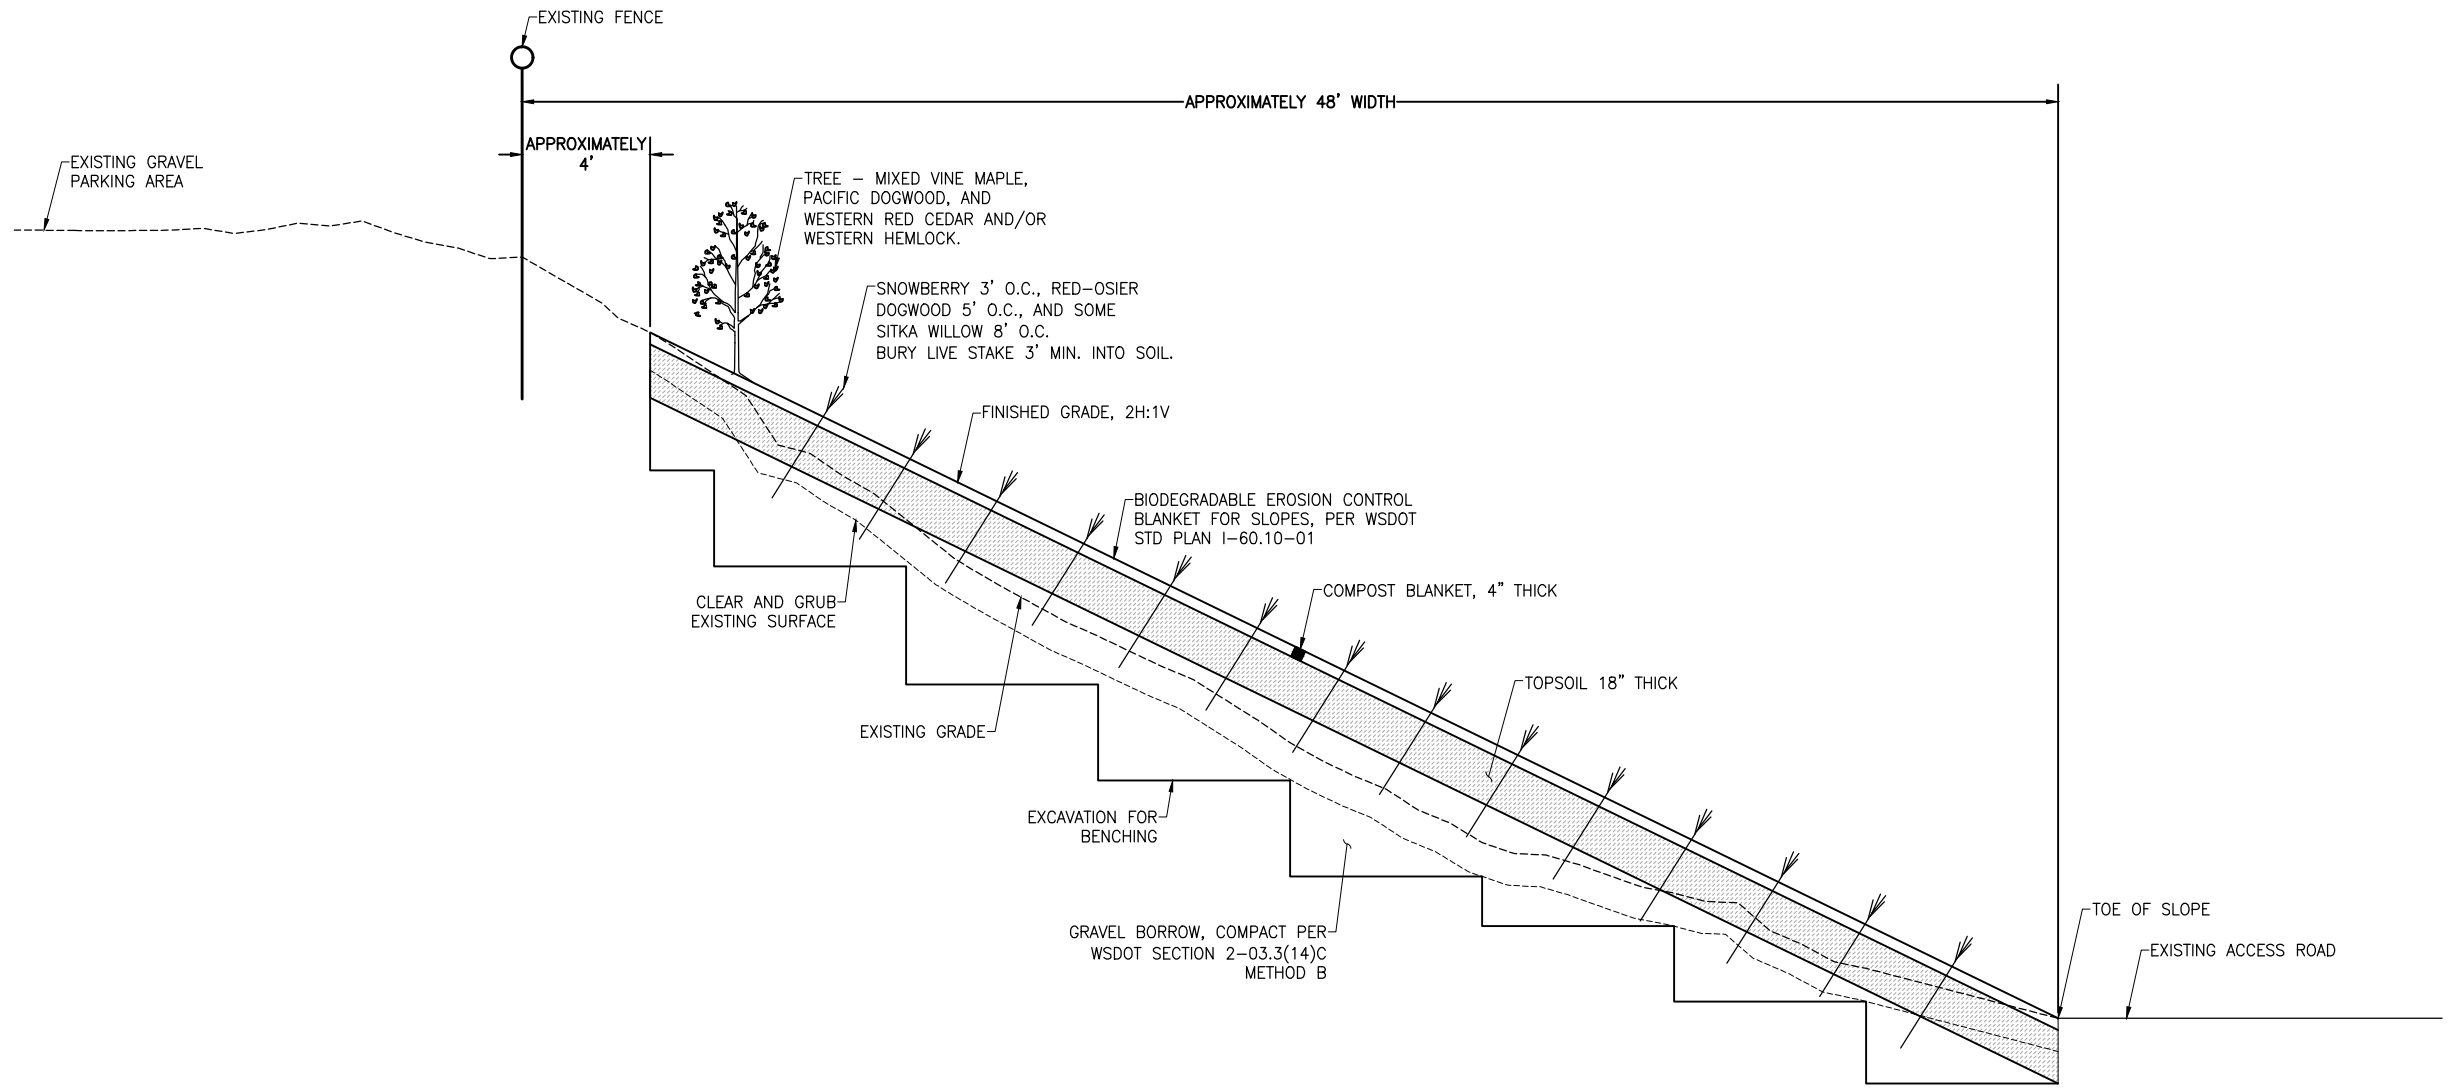 EXISTING FENCE
APPROXIMATELY 48' WIDTH
APPROXIMATELY
4'
EXISTING GRAVEL
PARKING AREA
TREE – MIXED VINE MAPLE,
PACIFIC DOGWOOD, AND
WESTERN RED CEDAR AND/OR
WESTERN HEMLOCK.
SNOWBERRY 3' O.C., RED–OSIER
DOGWOOD 5' O.C., AND SOME
SITKA WILLOW 8' O.C.
BURY LIVE STAKE 3' MIN. INTO SOIL.
FINISHED GRADE, 2H:1V
BIODEGRADABLE EROSION CONTROL
BLANKET FOR SLOPES, PER WSDOT
STD PLAN I–60.10–01
COMPOST BLANKET, 4" THICK
CLEAR AND GRUB
EXISTING SURFACE
TOPSOIL 18" THICK
EXISTING GRADE
EXCAVATION FOR
BENCHING
GRAVEL BORROW, COMPACT PER
WSDOT SECTION 2–03.3(14)C
METHOD B
TOE OF SLOPE
EXISTING ACCESS ROAD